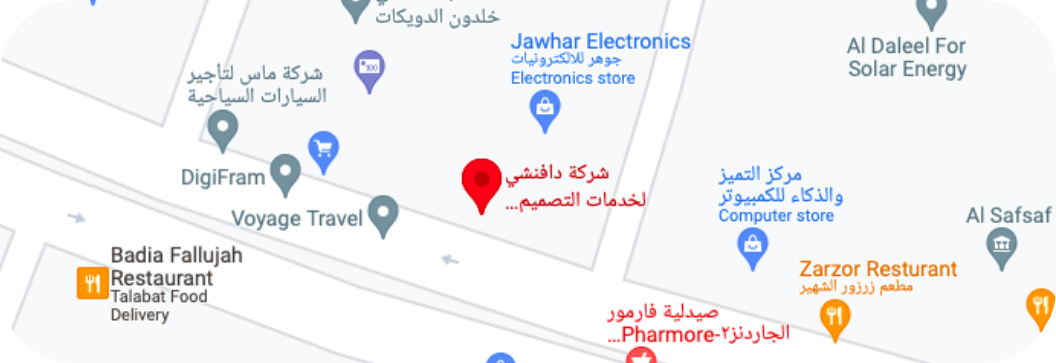 خلدون الدويكات
Jawhar Electronics
جوهر للالكترونيات
Electronics store
Al Daleel For
Solar Energy
شركة ماس لتأجير
السيارات السياحية
DigiFram
Voyage Travel
شركة دافنشي
لخدمات التصميم...
مركز التميز
والذكاء للكمبيوتر
Computer store
Al Safsaf
Badia Fallujah
Restaurant
Talabat Food
Delivery
Zarzor Resturant
مطعم زرزور الشهير
صيدلية فارمور
الجاردنز٢-Pharmore...